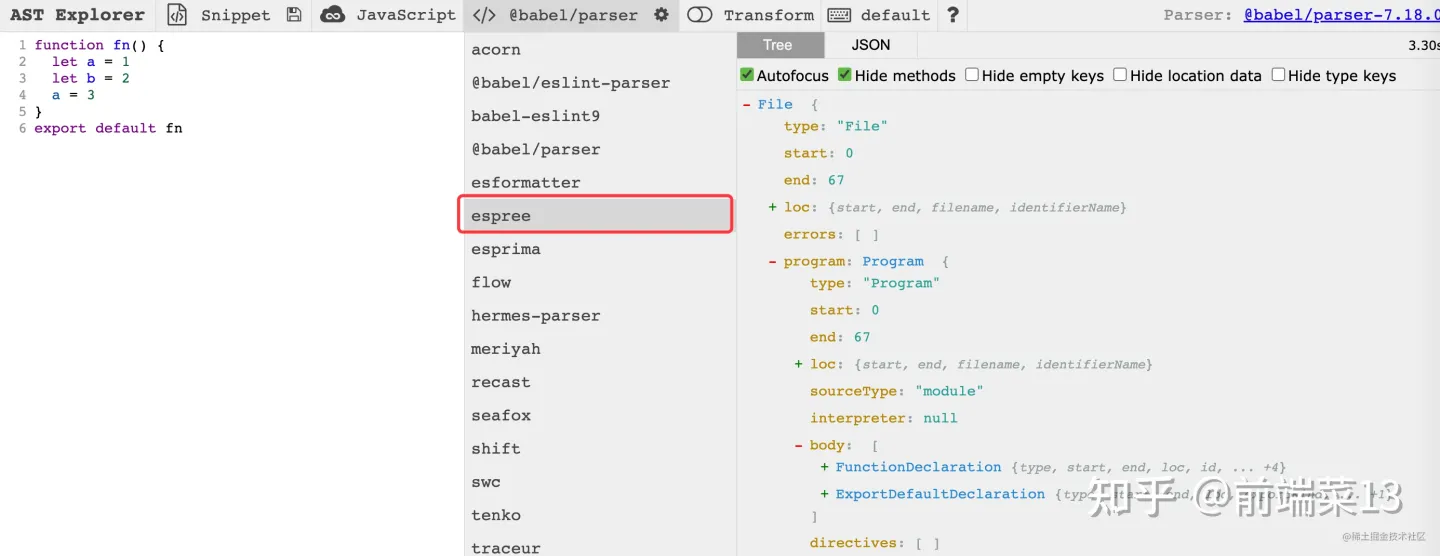 AST Explorer Snippet JavaScript </> @babel/parser Transform default ? Parser: @babel/parser-7.18.0
1 function fn() {
2 let a = 1
3 let b = 2
4 a = 3
5 }
6 export default fn
acorn
@babel/eslint-parser
babel-eslint9
@babel/parser
esformatter
espree
esprima
flow
hermes-parser
meriyah
recast
seafox
shift
swc
tenko
traceur
Tree JSON 3.30s
Autofocus Hide methods Hide empty keys Hide location data Hide type keys
- File {
type: "File"
start: 0
end: 67
+ loc: {start, end, filename, identifierName}
errors: [ ]
- program: Program {
type: "Program"
start: 0
end: 67
+ loc: {start, end, filename, identifierName}
sourceType: "module"
interpreter: null
- body: [
+ FunctionDeclaration {type, start, end, loc, id, ... +4}
+ ExportDefaultDeclaration
]
directives: [ ]
知乎 @前端菜13
@稀土掘金技术社区